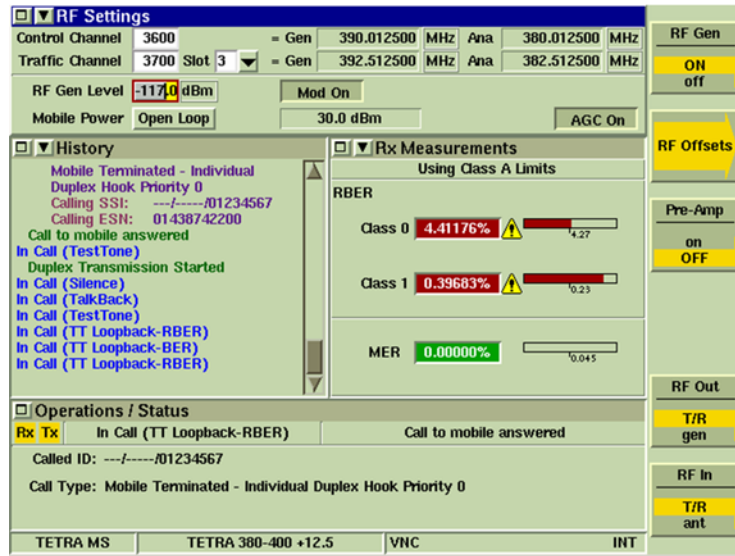 RF Settings
Control Channel 3600 = Gen 390.012500 MHz Ana 380.012500 MHz
Traffic Channel 3700 Slot 3 = Gen 392.512500 MHz Ana 382.512500 MHz
RF Gen Level -117.0 dBm Mod On
Mobile Power Open Loop 30.0 dBm AGC On
History
Mobile Terminated - Individual
Duplex Hook Priority 0
Calling SSI: ---/-----/01234567
Calling ESN: 01438742200
Call to mobile answered
In Call (TestTone)
Duplex Transmission Started
In Call (Silence)
In Call (TalkBack)
In Call (TestTone)
In Call (TT Loopback-RBER)
In Call (TT Loopback-BER)
In Call (TT Loopback-RBER)
Rx Measurements
Using Class A Limits
RBER
Class 0 4.41176% 4.27
Class 1 0.39683% 0.23
MER 0.00000% 0.045
Operations / Status
Rx Tx In Call (TT Loopback-RBER) Call to mobile answered
Called ID: ---/-----/01234567
Call Type: Mobile Terminated - Individual Duplex Hook Priority 0
TETRA MS TETRA 380-400 +12.5 VNC INT
RF Gen
ON
off
RF Offsets
Pre-Amp
on
OFF
RF Out
T/R
gen
RF In
T/R
ant